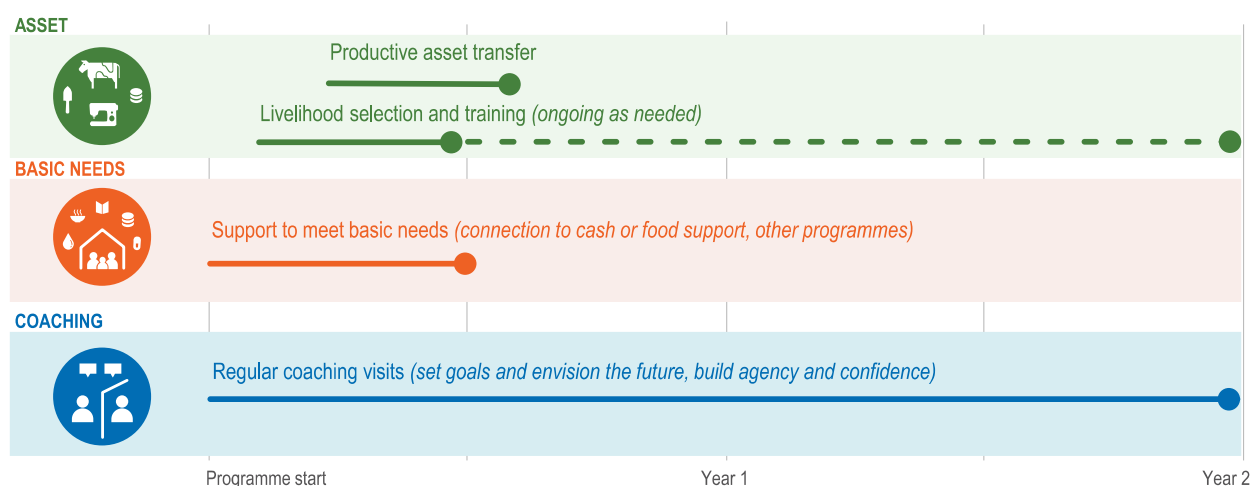 ASSET
Productive asset transfer
Livelihood selection and training (ongoing as needed)
BASIC NEEDS
Support to meet basic needs (connection to cash or food support, other programmes)
COACHING
Regular coaching visits (set goals and envision the future, build agency and confidence)
Programme start Year 1 Year 2